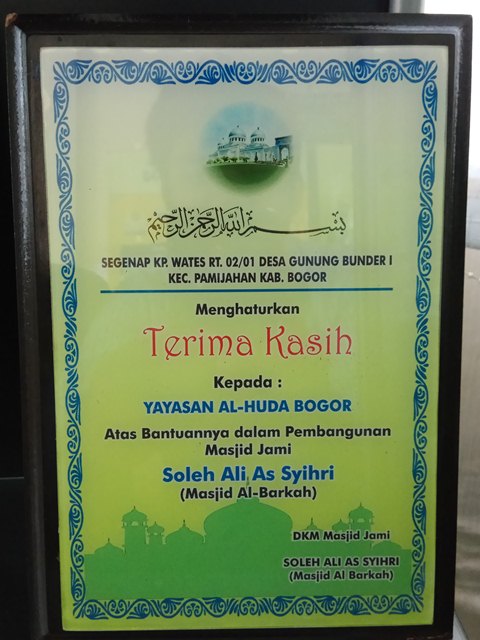 بسم الله الرحمن الرحيم
SEGENAP KP. WATES RT. 02/01 DESA GUNUNG BUNDER I
KEC. PAMIJAHAN KAB. BOGOR
Menghaturkan
Terima Kasih
Kepada :
YAYASAN AL-HUDA BOGOR
Atas Bantuannya dalam Pembangunan
Masjid Jami
Soleh Ali As Syihri
(Masjid Al-Barkah)
DKM Masjid Jami
SOLEH ALI AS SYIHRI
(Masjid Al Barkah)